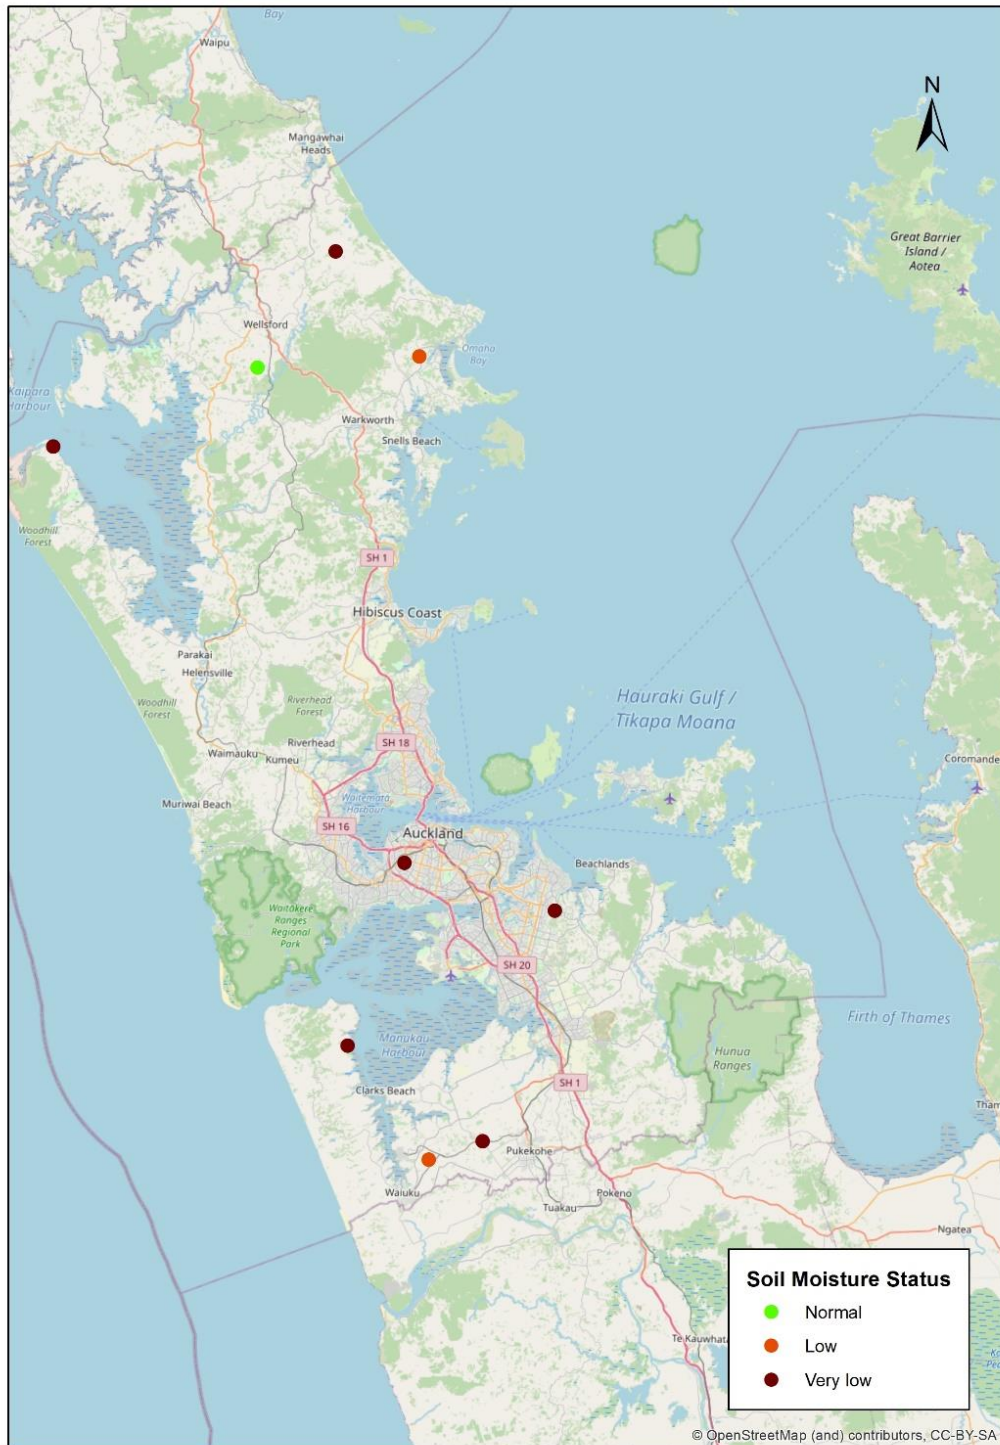 Bay
Waipu
N
Mangawhai
Heads
Great Barrier
Island /
Aotea
Wellsford
Omaha
Bay
Kaipara
Harbour
Warkworth
Snells Beach
Woodhill
Forest
SH 1
Hibiscus Coast
Parakai
Helensville
Woodhill
Forest
Riverhead
Forest
Hauraki Gulf /
Tikapa Moana
Riverhead
SH 18
Waimauku
Kumeu
Coromande
Muriwai Beach
Waitematā
Harbour
SH 16
Auckland
Beachlands
Waitākere
Ranges
Regional
Park
SH 20
Firth of Thames
Manukau
Harbour
Hunua
Ranges
SH 1
Clarks Beach
Tham
Pukekohe
Waiuku
Pokeno
Tuakau
Ngatea
Soil Moisture Status
Normal
Low
Very low
Te Kauwhata
© OpenStreetMap (and) contributors, CC-BY-SA